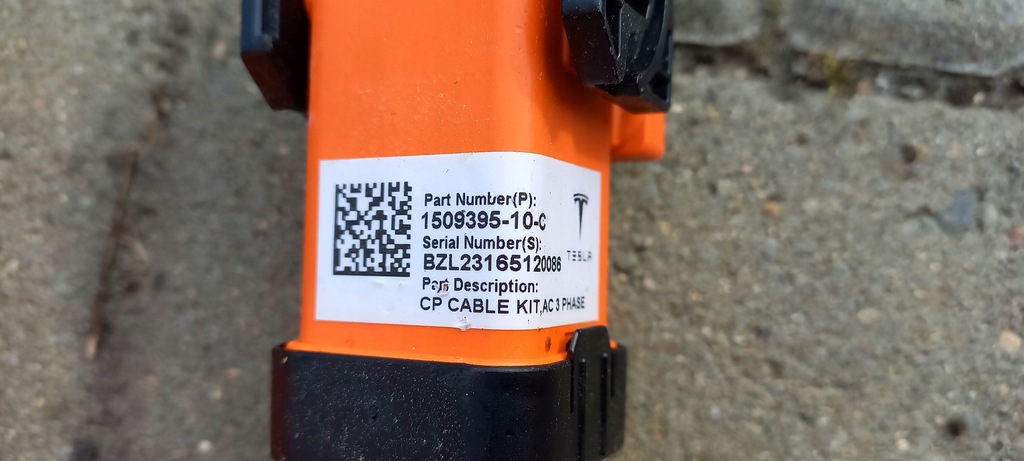 Part Number(P):
1509395-10-C
Serial Number(S):
BZL23165120086
Part Description:
CP CABLE KIT,AC 3 PHASE
TESLA